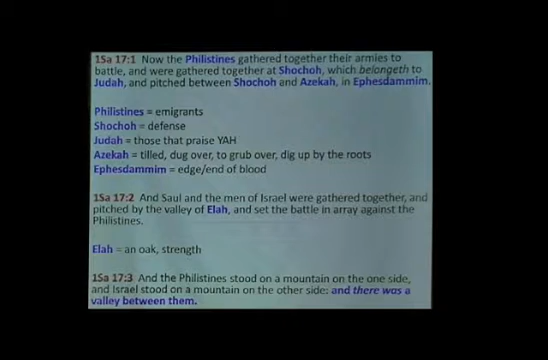 1Sa 17:1 Now the Philistines gathered together their armies to
battle, and were gathered together at Shochoh, which belongeth to
Judah, and pitched between Shochoh and Azekah, in Ephesdammim.
Philistines = emigrants
Shochoh = defense
Judah = those that praise YAH
Azekah = tilled, dug over, to grub over, dig up by the roots
Ephesdammim = edge/end of blood
1Sa 17:2 And Saul and the men of Israel were gathered together, and
pitched by the valley of Elah, and set the battle in array against the
Philistines.
Elah = an oak, strength
1Sa 17:3 And the Philistines stood on a mountain on the one side,
and Israel stood on a mountain on the other side: and there was a
valley between them.